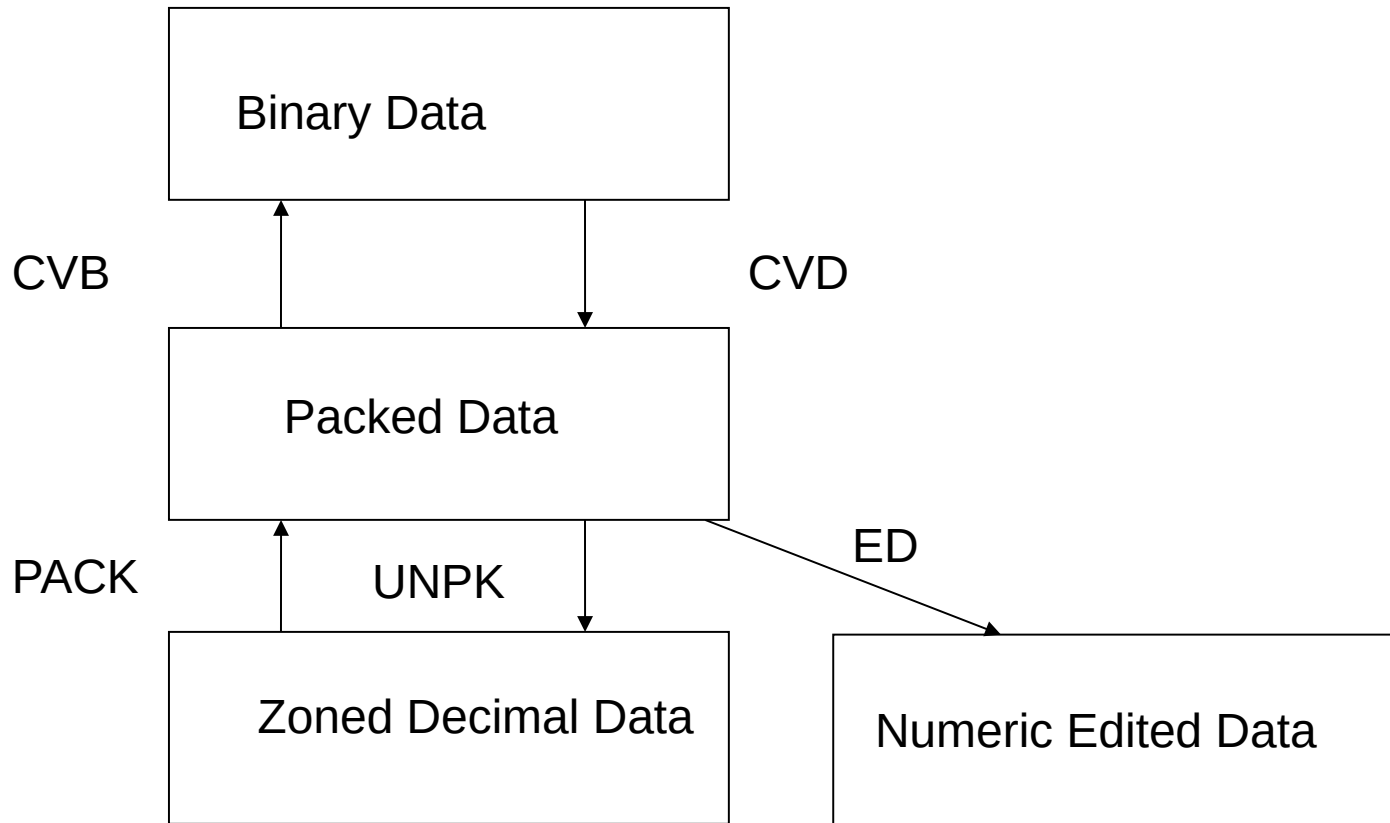 Binary Data
CVB
CVD
Packed Data
ED
PACK
UNPK
Zoned Decimal Data
Numeric Edited Data